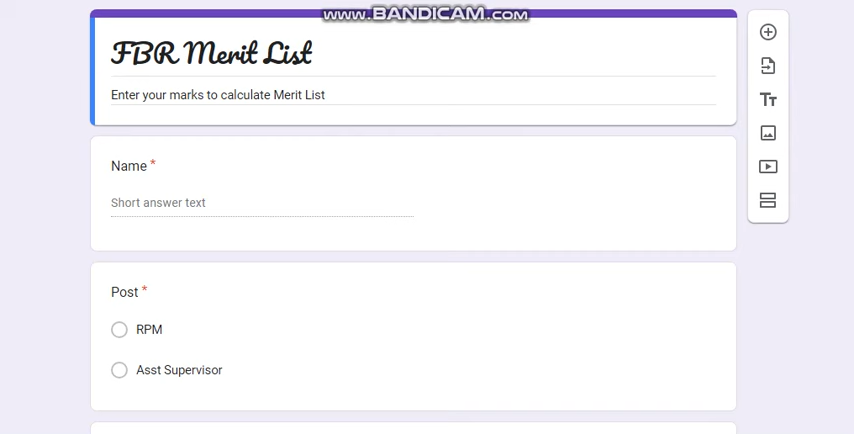 www.BANDICAM.com
FBR Merit List
Enter your marks to calculate Merit List
Name *
Short answer text
Post *
RPM
Asst Supervisor